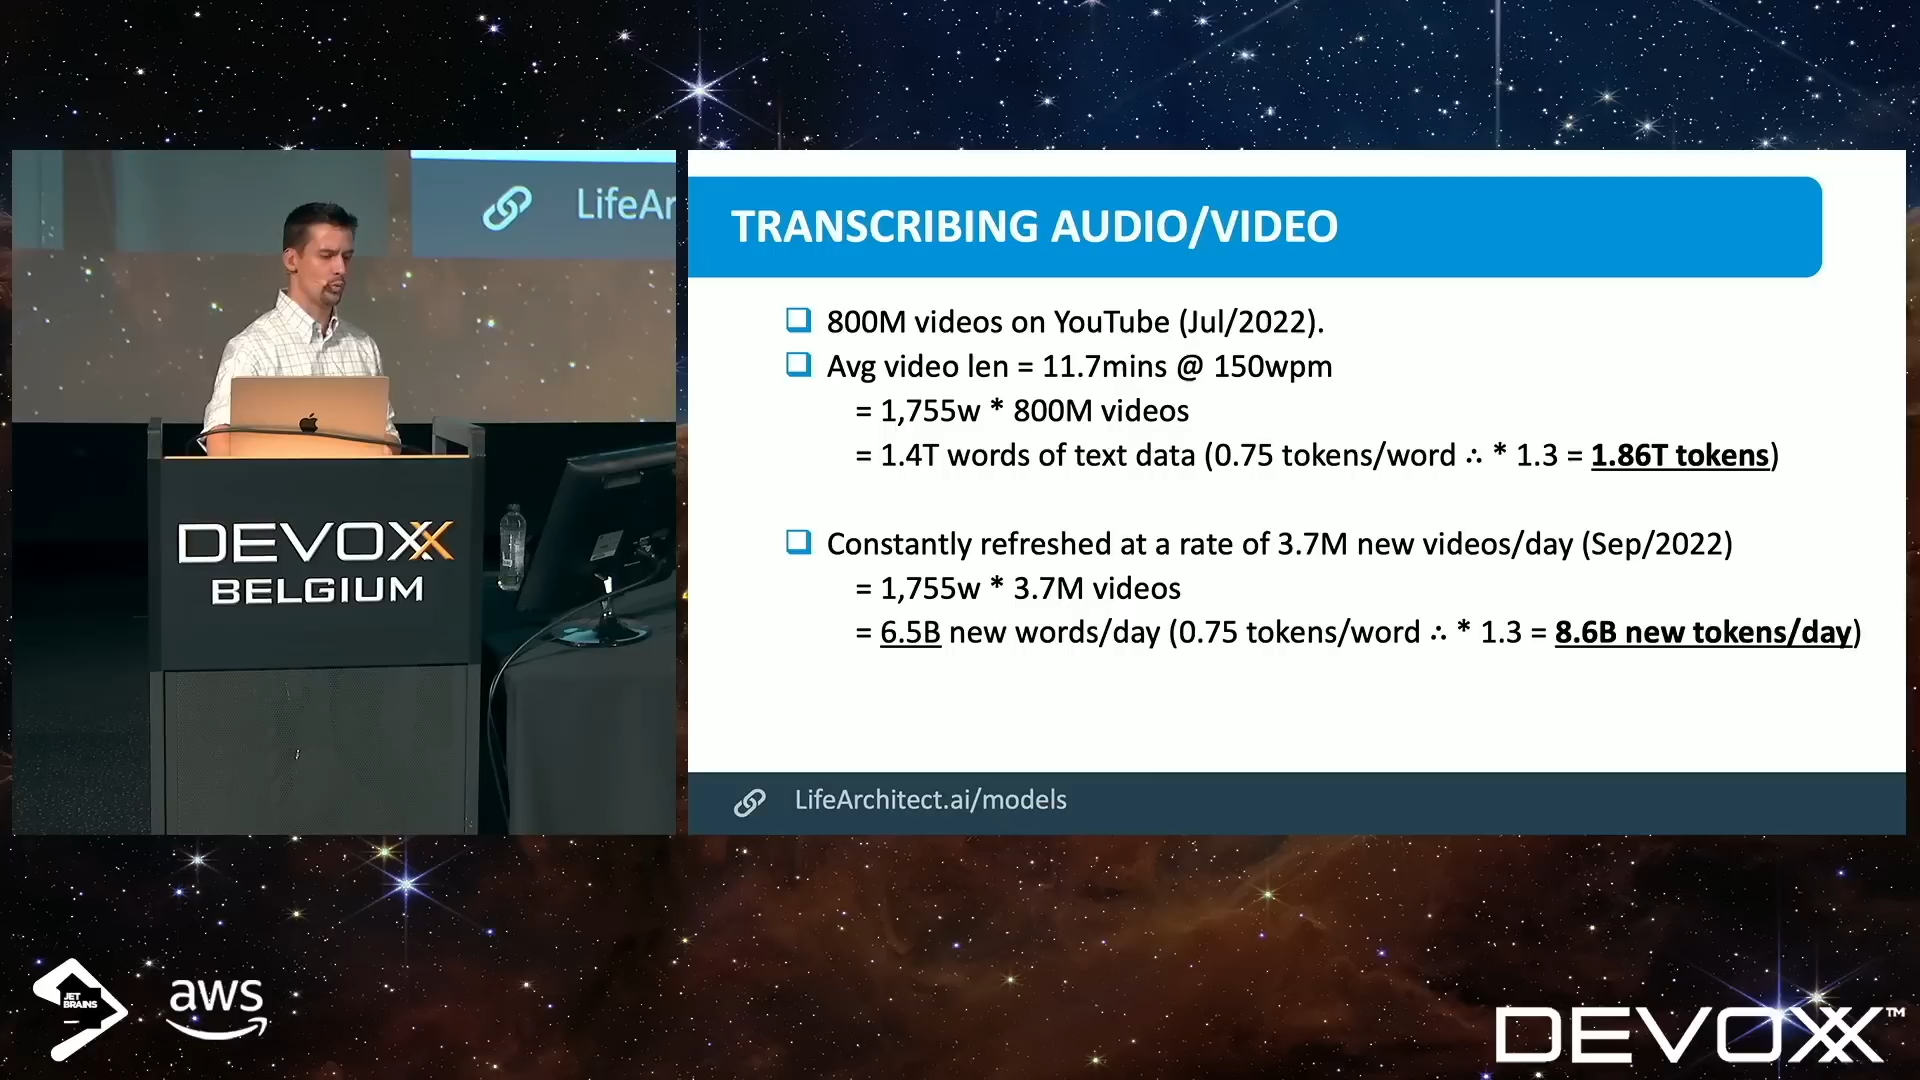 LifeAr
DEVOXX
BELGIUM
TRANSCRIBING AUDIO/VIDEO
800M videos on YouTube (Jul/2022).
Avg video len = 11.7mins @ 150wpm
= 1,755w * 800M videos
= 1.4T words of text data (0.75 tokens/word ∴ * 1.3 = 1.86T tokens)
Constantly refreshed at a rate of 3.7M new videos/day (Sep/2022)
= 1,755w * 3.7M videos
= 6.5B new words/day (0.75 tokens/word ∴ * 1.3 = 8.6B new tokens/day)
LifeArchitect.ai/models
JET
BRAINS
aws
DEVOXX™